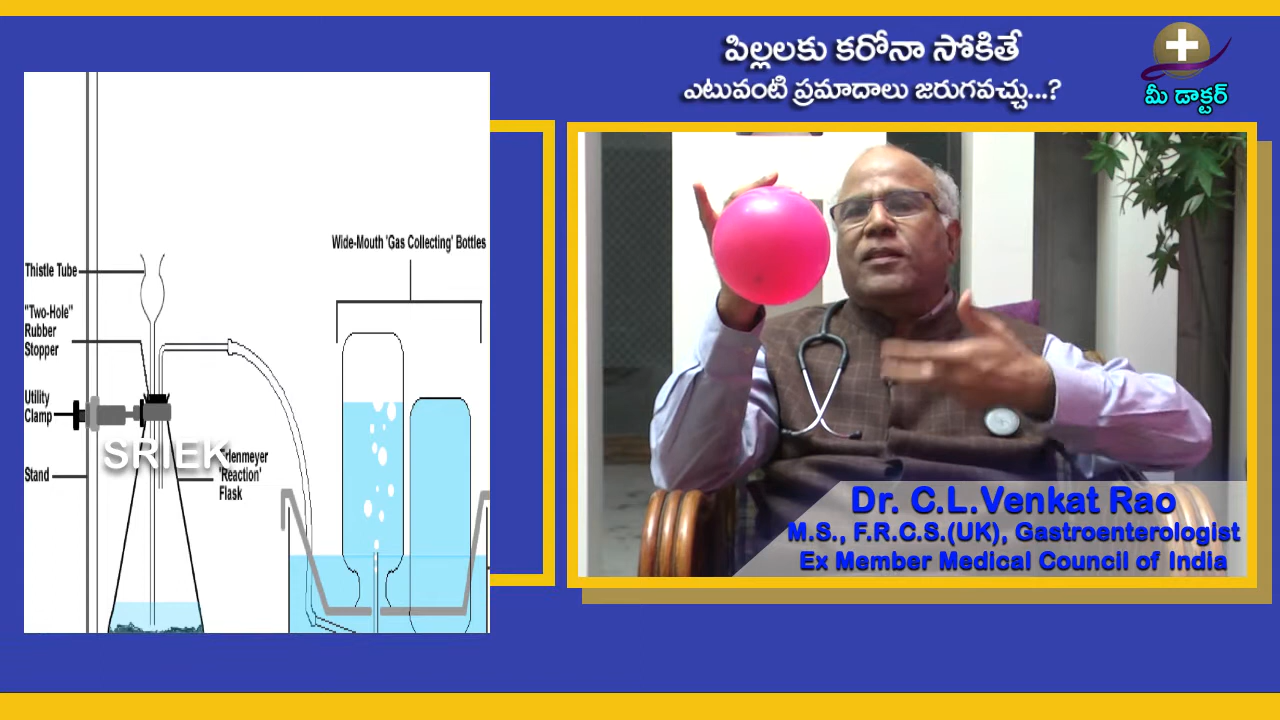 పిల్లలకు కరోనా సోకితే
ఎటువంటి ప్రమాదాలు జరుగవచ్చు...?
మీ డాక్టర్
Wide-Mouth 'Gas Collecting' Bottles
Thistle Tube
"Two-Hole"
Rubber
Stopper
Utility
Clamp
SRIEK
Erlenmeyer
'Reaction'
Flask
Stand
Dr. C.L.Venkat Rao
M.S., F.R.C.S.(UK), Gastroenterologist
Ex Member Medical Council of India